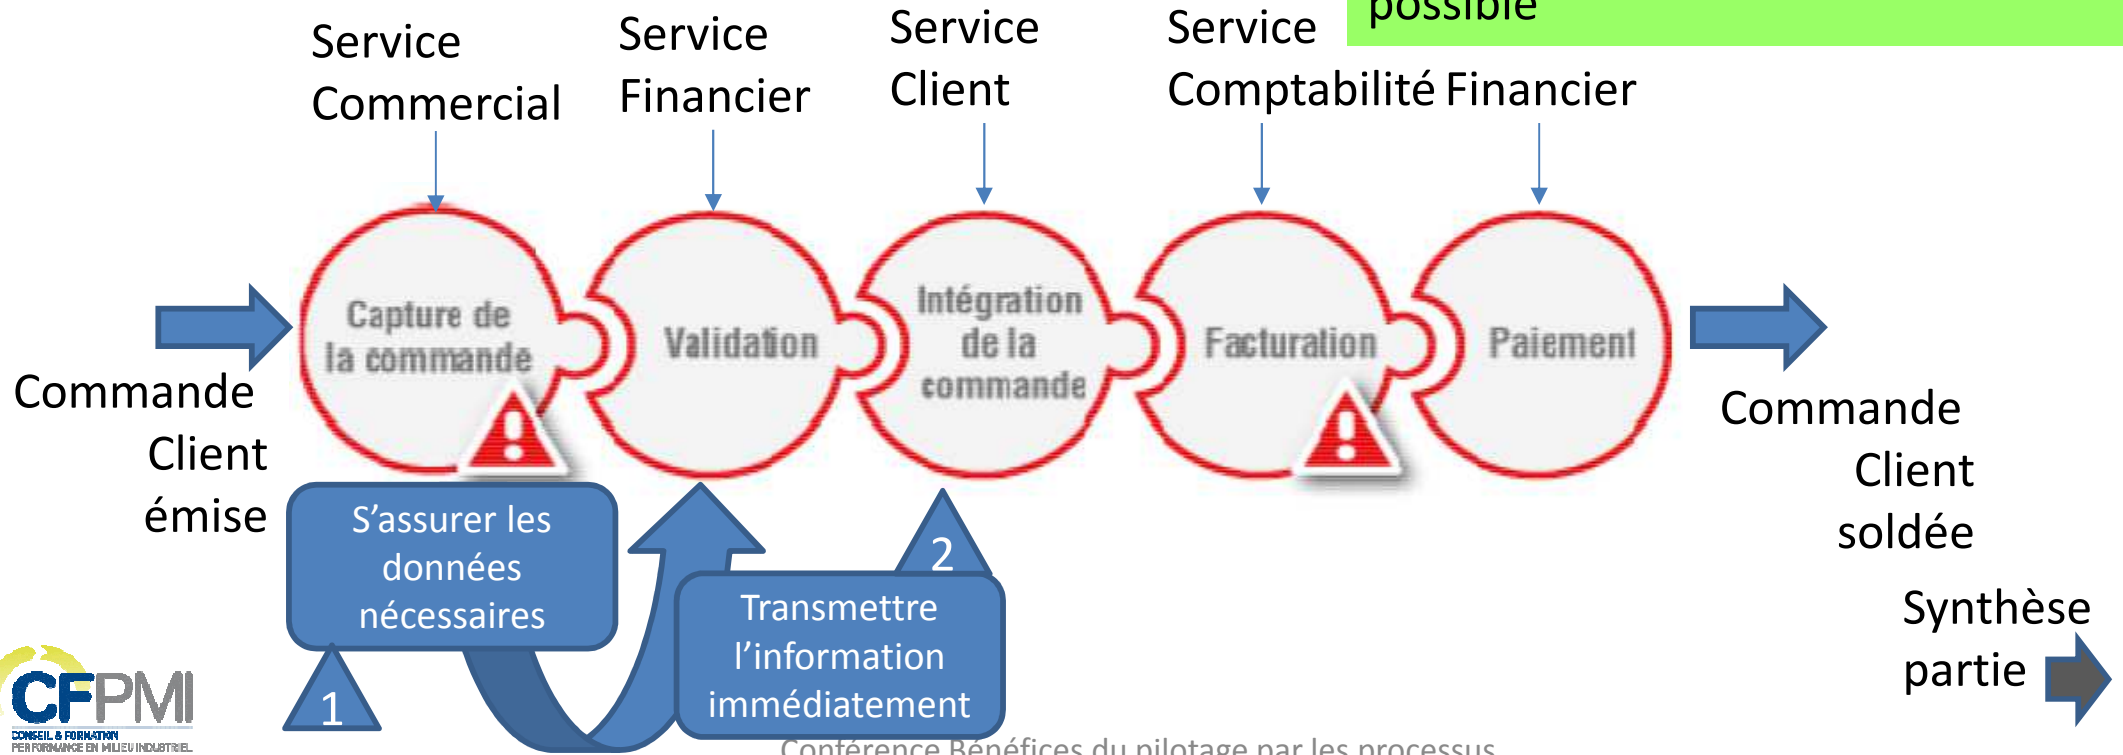 possible
Service
Commercial
Service
Financier
Service
Client
Service
Comptabilité Financier
Capture de
la commande
Validation
Intégration
de la
commande
Facturation
Paiement
Commande
Client
émise
Commande
Client
soldée
S’assurer les
données
nécessaires
1
2
Transmettre
l’information
immédiatement
Synthèse
partie
CFPMI
CONSEIL & FORMATION
PERFORMANCE EN MILIEU INDUSTRIEL
Conférence Bénéfices du pilotage par les processus